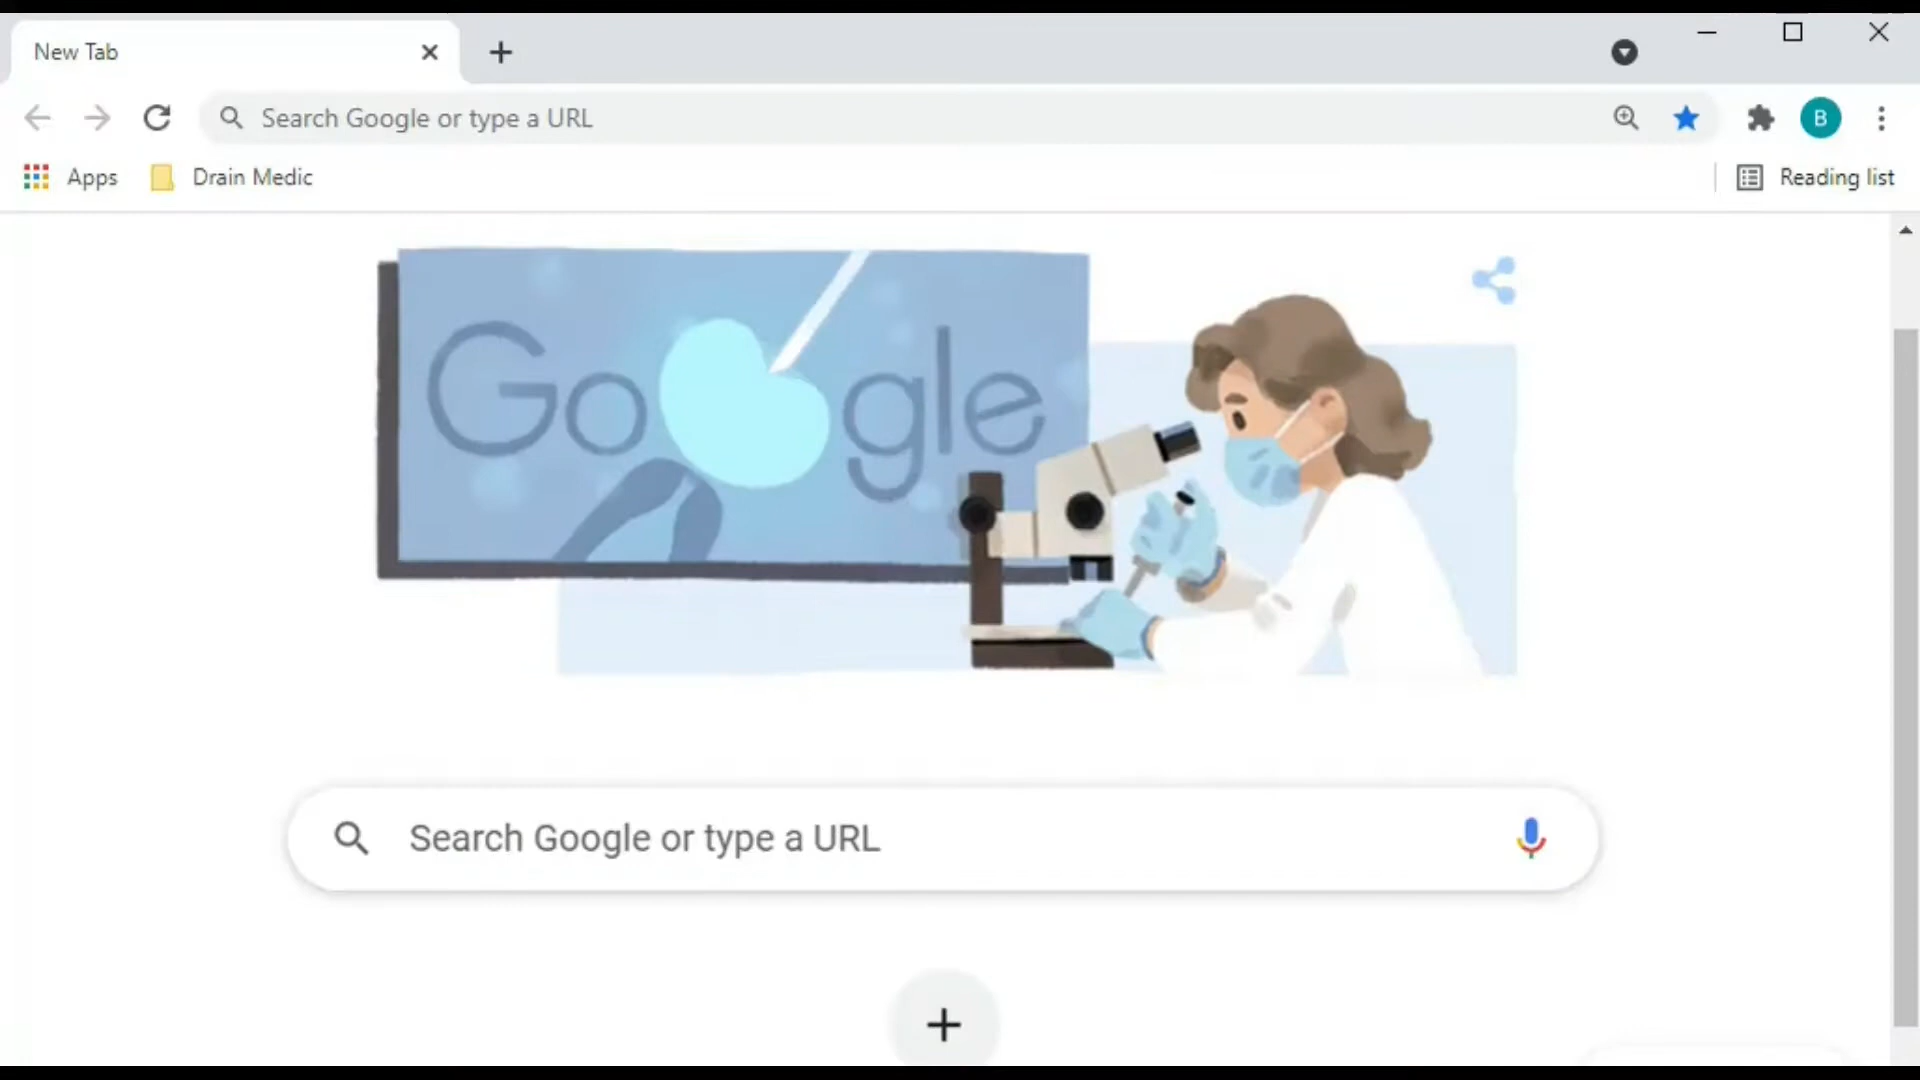 New Tab
Search Google or type a URL
B
Apps
Drain Medic
Reading list
Google
Search Google or type a URL